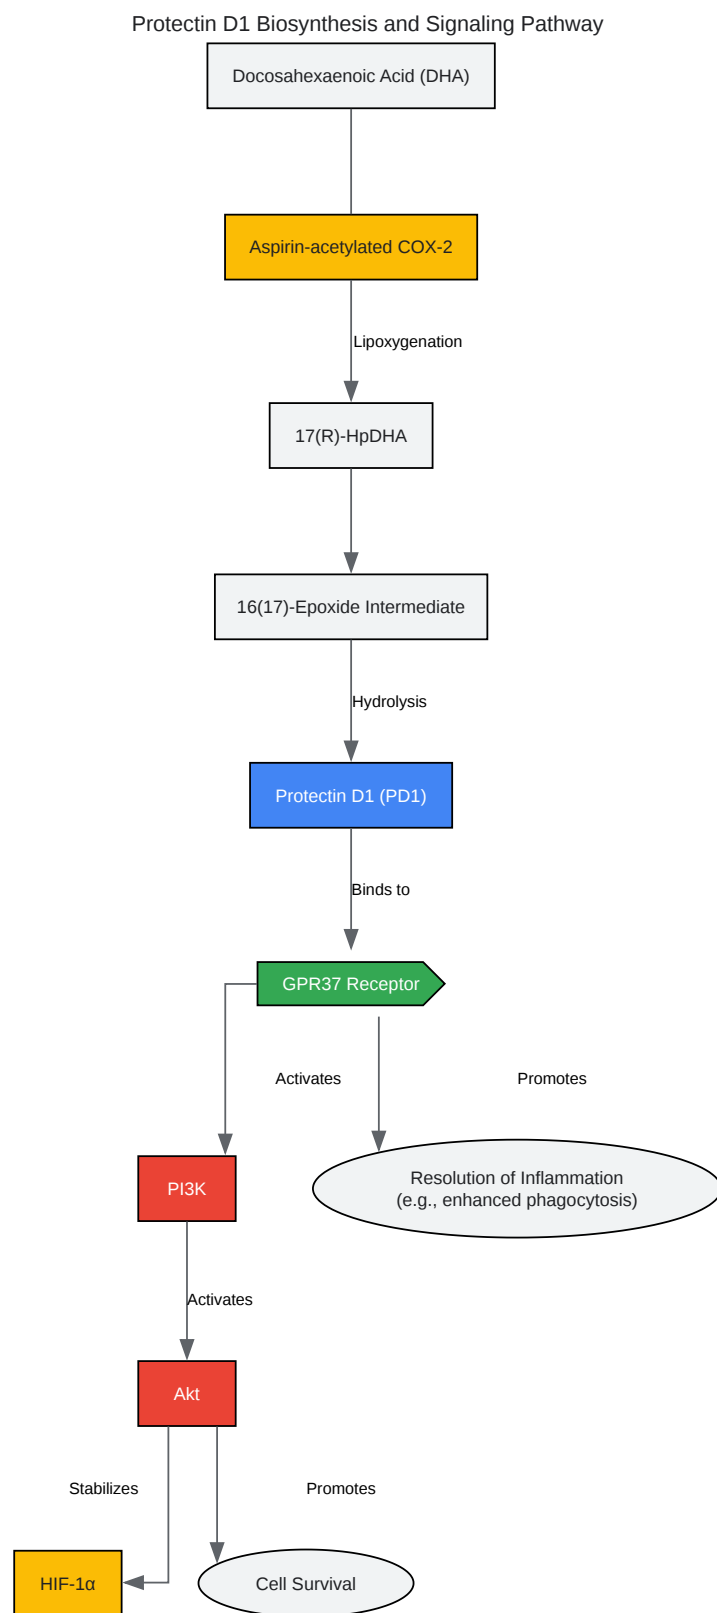 Protectin D1 Biosynthesis and Signaling Pathway
Docosahexaenoic Acid (DHA)
Aspirin-acetylated COX-2
Lipoxygenation
17(R)-HpDHA
16(17)-Epoxide Intermediate
Hydrolysis
Protectin D1 (PD1)
Binds to
GPR37 Receptor
Activates
Promotes
PI3K
Resolution of Inflammation
(e.g., enhanced phagocytosis)
Activates
Akt
Stabilizes
Promotes
HIF-1α
Cell Survival